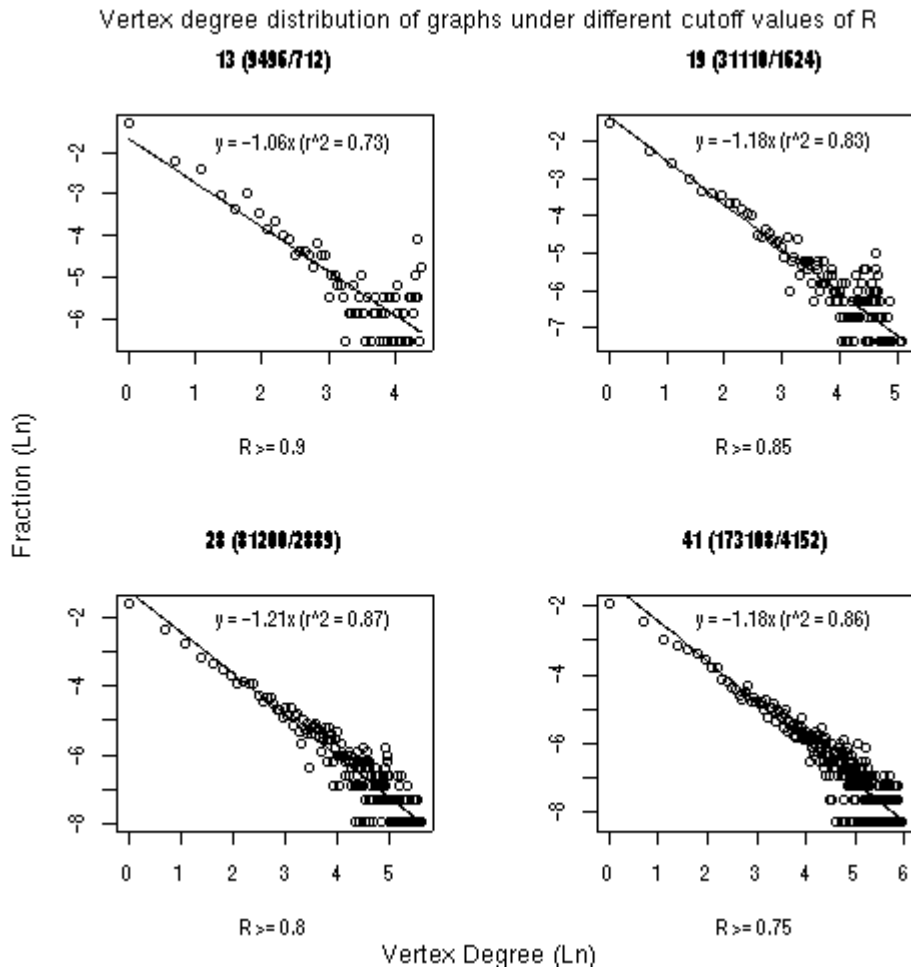 Vertex degree distribution of graphs under different cutoff values of R
13 (9496/712)
y = −1.06x (r^2 = 0.73)
-2
-3
-4
-5
-6
0 1 2 3 4
R >= 0.9
19 (31110/1624)
y = −1.18x (r^2 = 0.83)
-2
-3
-4
-5
-6
-7
0 1 2 3 4 5
R >= 0.85
Fraction (Ln)
28 (81200/2889)
y = −1.21x (r^2 = 0.87)
-2
-4
-6
-8
0 1 2 3 4 5
R >= 0.8
41 (173108/4152)
y = −1.18x (r^2 = 0.86)
-2
-4
-6
-8
0 1 2 3 4 5 6
R >= 0.75
Vertex Degree (Ln)